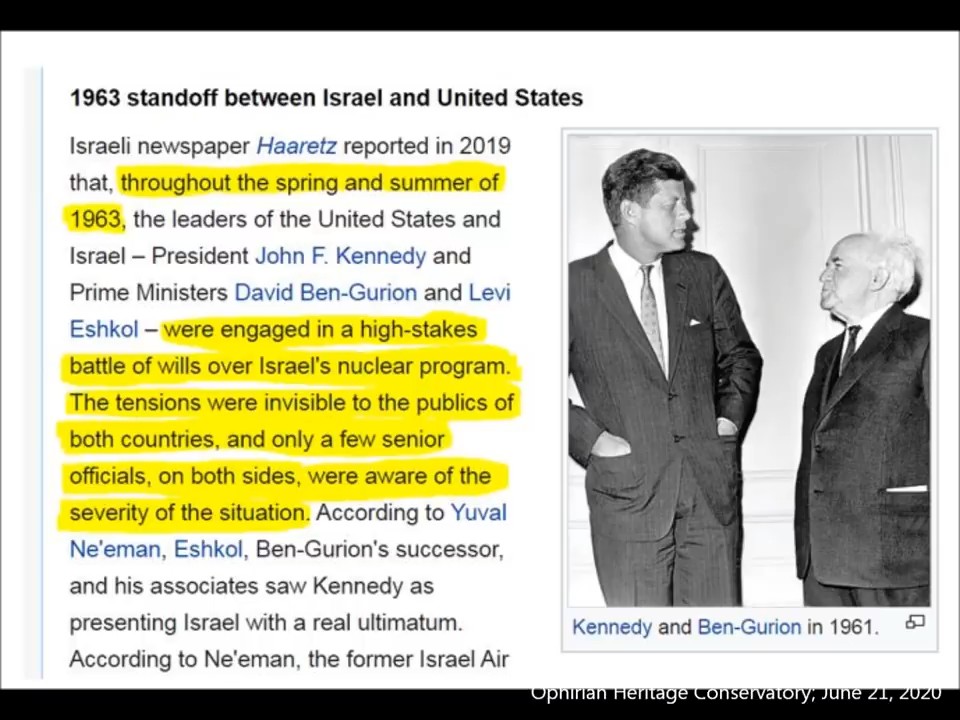 1963 standoff between Israel and United States
Israeli newspaper Haaretz reported in 2019
that, throughout the spring and summer of
1963, the leaders of the United States and
Israel – President John F. Kennedy and
Prime Ministers David Ben-Gurion and Levi
Eshkol – were engaged in a high-stakes
battle of wills over Israel's nuclear program.
The tensions were invisible to the publics of
both countries, and only a few senior
officials, on both sides, were aware of the
severity of the situation. According to Yuval
Ne'eman, Eshkol, Ben-Gurion's successor,
and his associates saw Kennedy as
presenting Israel with a real ultimatum.
According to Ne'eman, the former Israel Air
Kennedy and Ben-Gurion in 1961.
Ophirian Heritage Conservatory; June 21, 2020